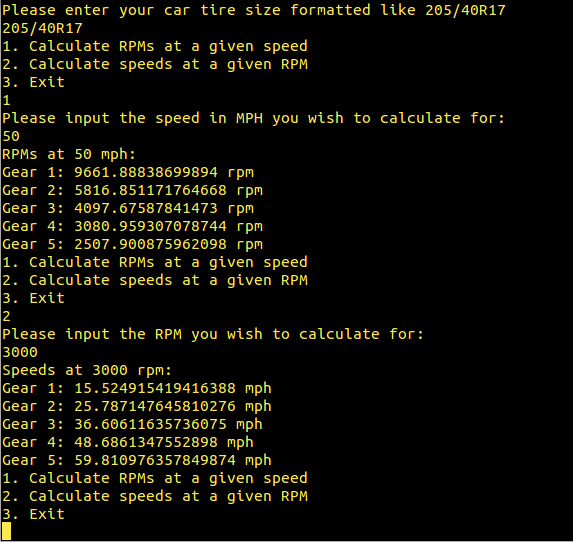 Please enter your car tire size formatted like 205/40R17
205/40R17
1. Calculate RPMs at a given speed
2. Calculate speeds at a given RPM
3. Exit
1
Please input the speed in MPH you wish to calculate for:
50
RPMs at 50 mph:
Gear 1: 9661.88838699894 rpm
Gear 2: 5816.851171764668 rpm
Gear 3: 4097.67587841473 rpm
Gear 4: 3080.959307078744 rpm
Gear 5: 2507.900875962098 rpm
1. Calculate RPMs at a given speed
2. Calculate speeds at a given RPM
3. Exit
2
Please input the RPM you wish to calculate for:
3000
Speeds at 3000 rpm:
Gear 1: 15.524915419416388 mph
Gear 2: 25.787147645810276 mph
Gear 3: 36.60611635736075 mph
Gear 4: 48.6861347552898 mph
Gear 5: 59.810976357849874 mph
1. Calculate RPMs at a given speed
2. Calculate speeds at a given RPM
3. Exit